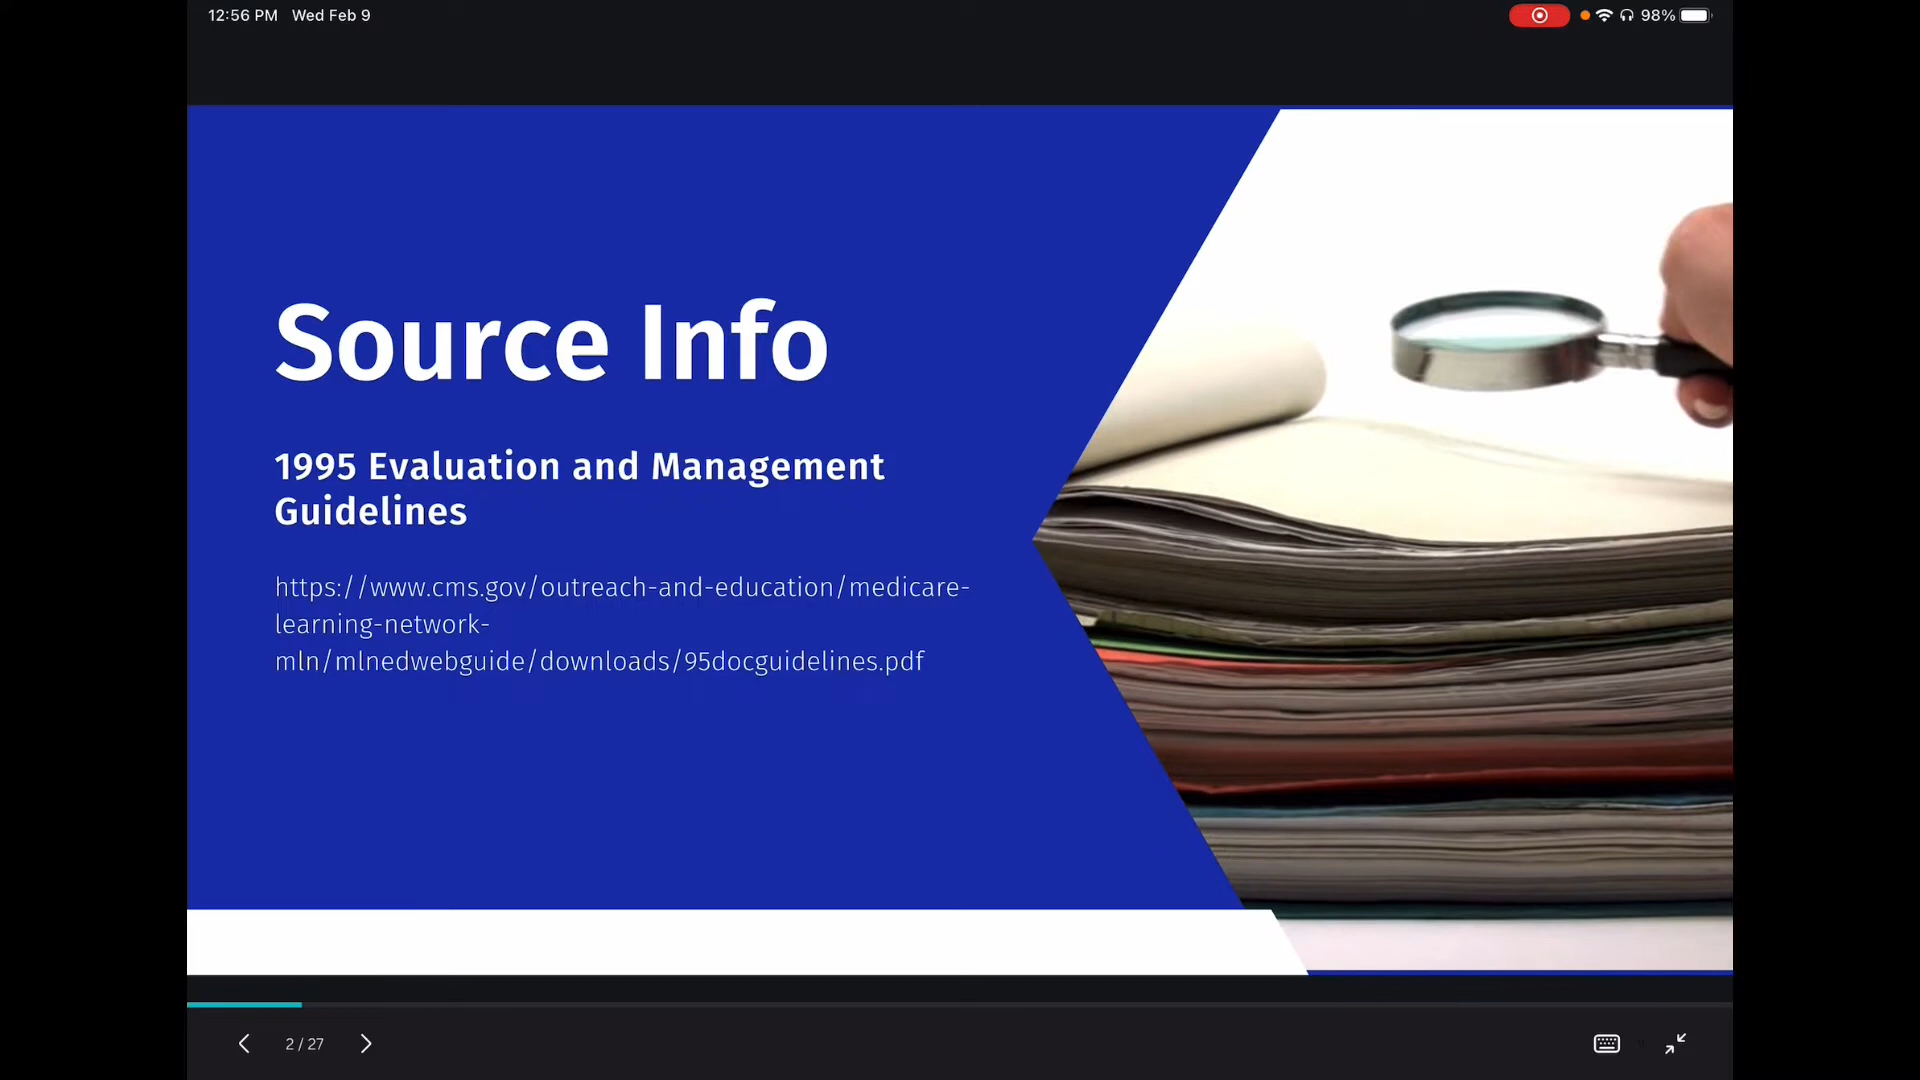 12:56 PM Wed Feb 9
98%
Source Info
1995 Evaluation and Management
Guidelines
https://www.cms.gov/outreach-and-education/medicare-
learning-network-
mln/mlnedwebguide/downloads/95docguidelines.pdf
2 / 27